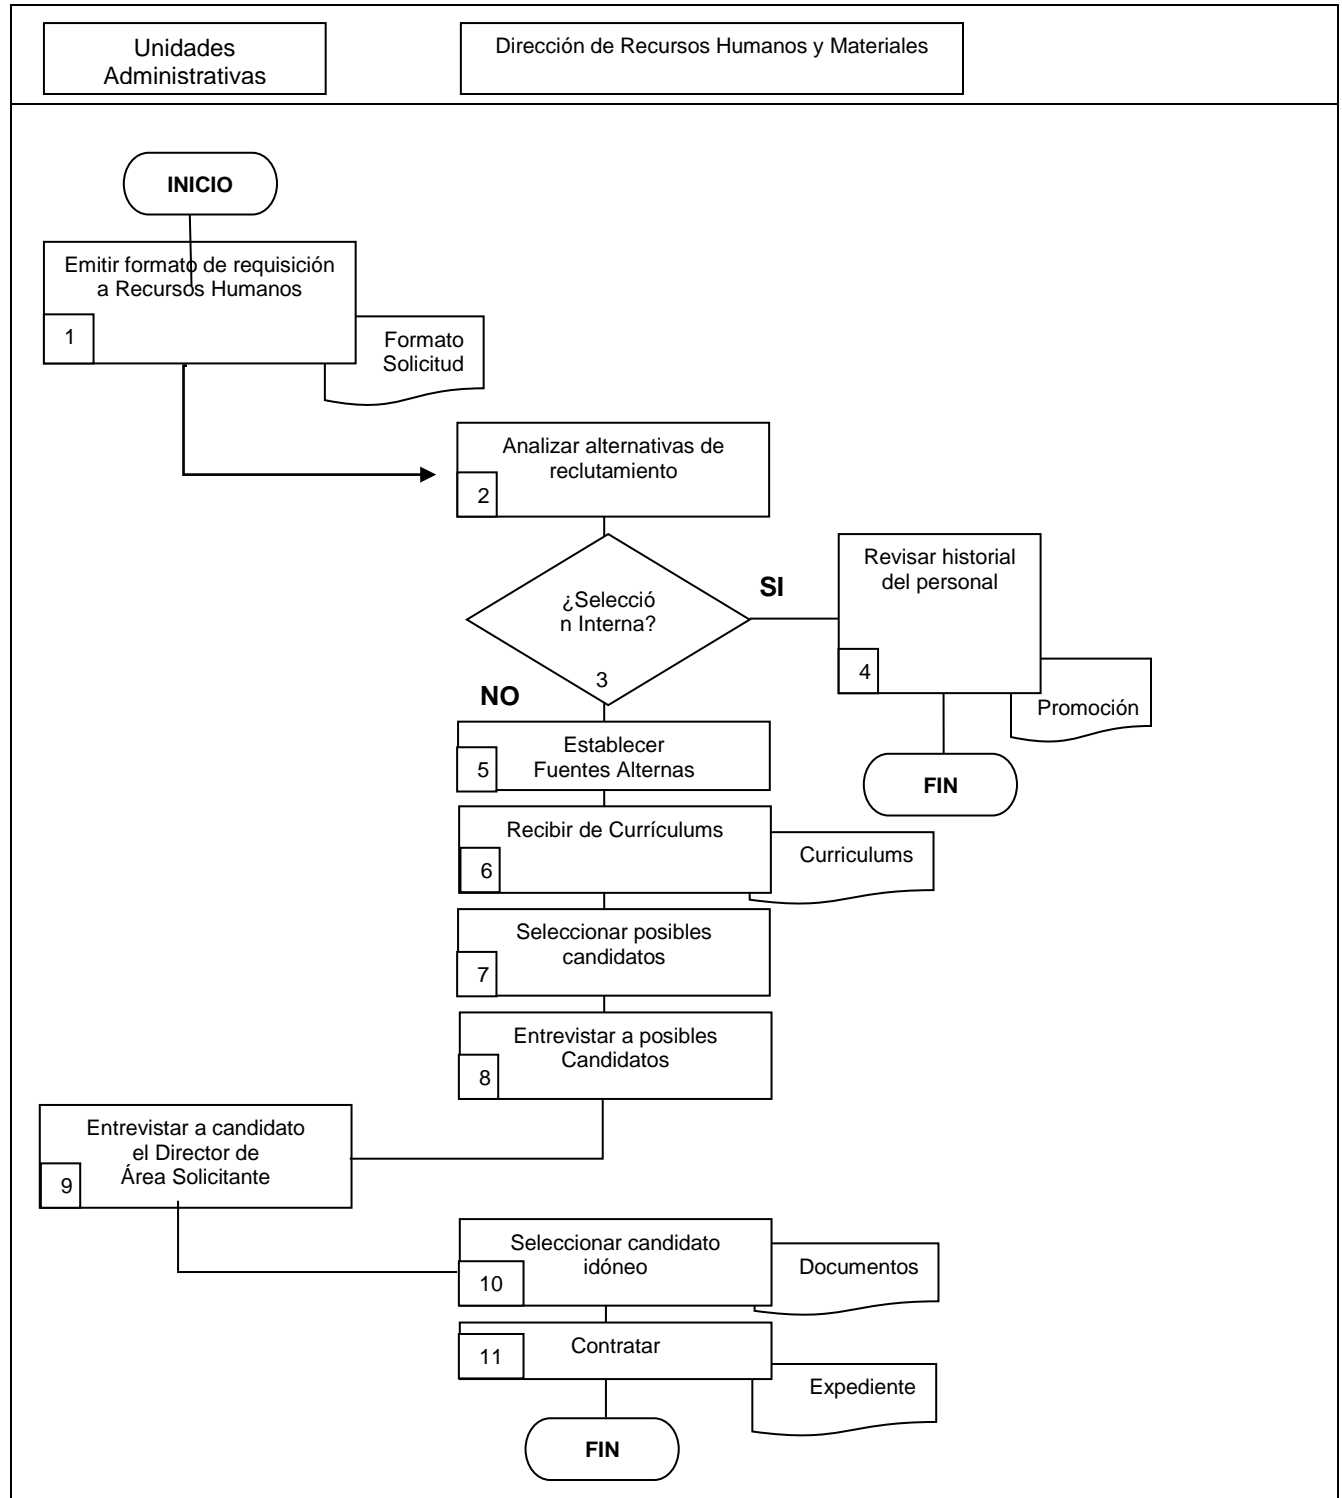 Unidades
Administrativas
Dirección de Recursos Humanos y Materiales
INICIO
Emitir formato de requisición
a Recursos Humanos
1
Formato
Solicitud
Analizar alternativas de
reclutamiento
2
¿Selecció
n Interna?
3
SI
Revisar historial
del personal
4
Promoción
FIN
NO
Establecer
Fuentes Alternas
5
Recibir de Currículums
6
Curriculums
Seleccionar posibles
candidatos
7
Entrevistar a posibles
Candidatos
8
Entrevistar a candidato
el Director de
Área Solicitante
9
Seleccionar candidato
idóneo
10
Documentos
Contratar
11
Expediente
FIN